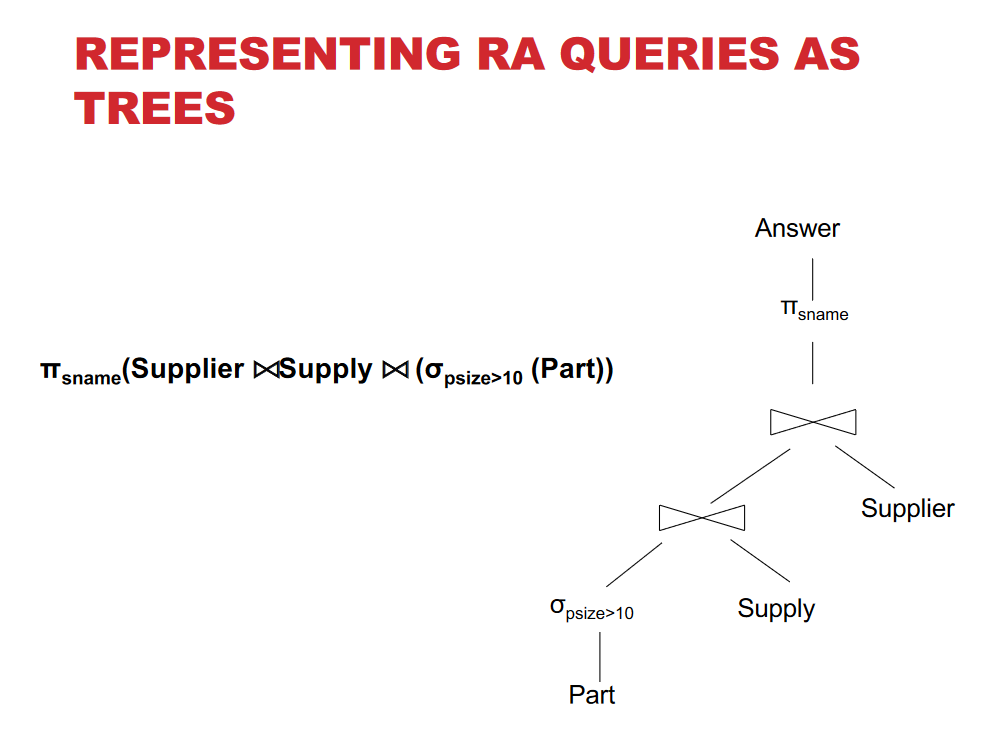 REPRESENTING RA QUERIES AS
TREES
Answer
πsname
πsname(Supplier ⋈Supply ⋈ (σpsize>10 (Part))
Supplier
σpsize>10
Supply
Part